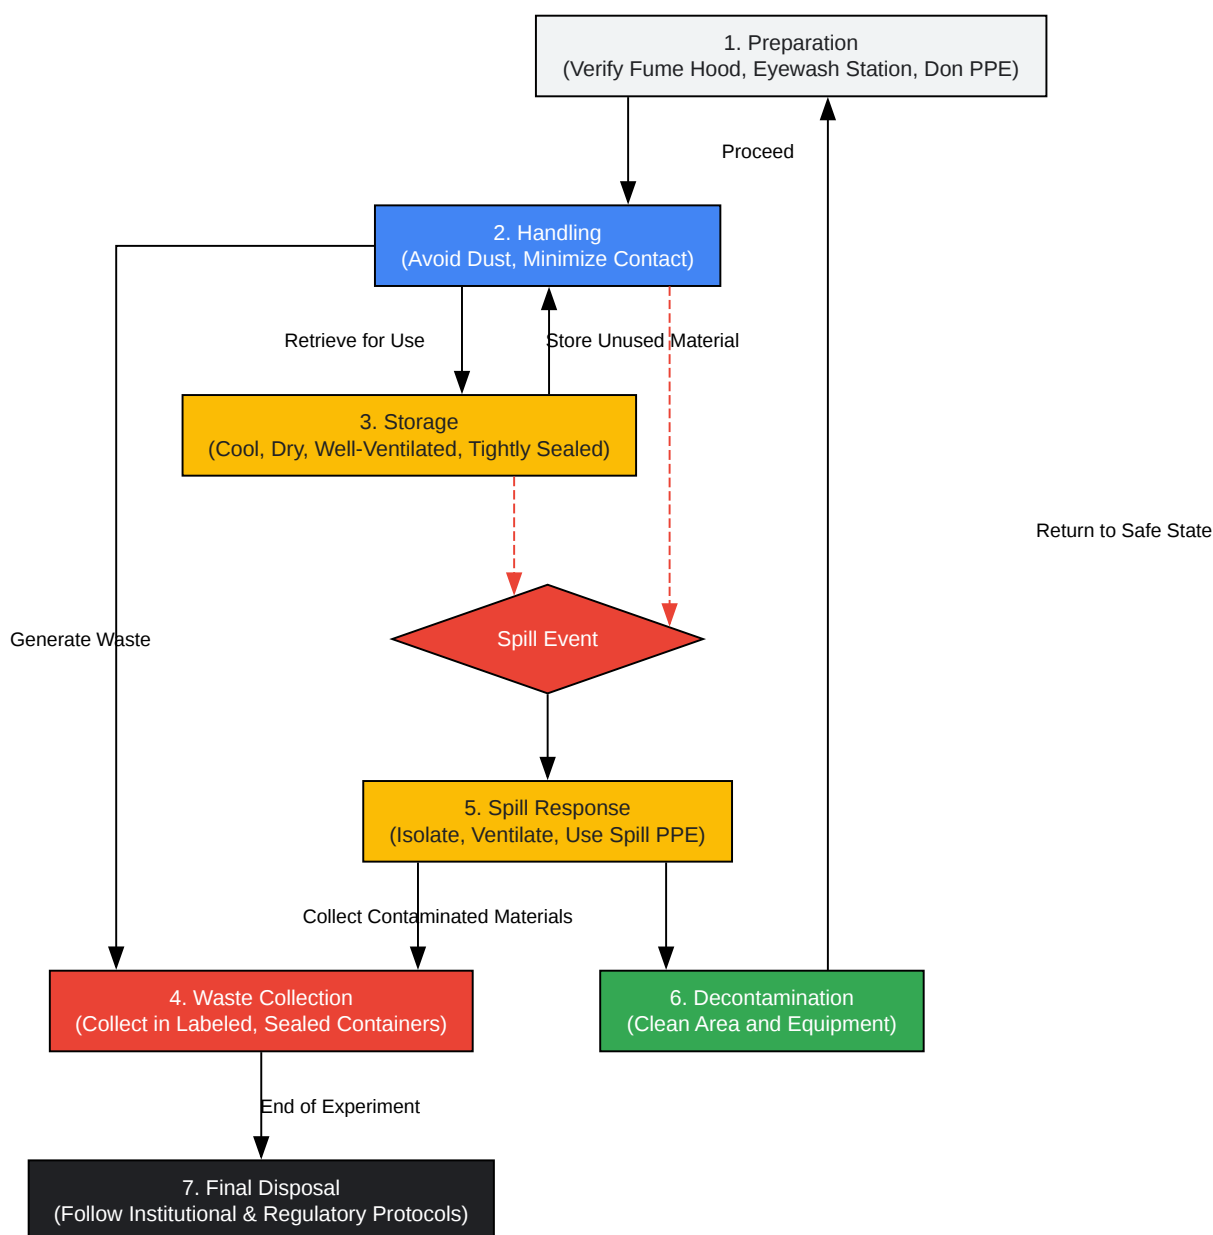 1. Preparation
(Verify Fume Hood, Eyewash Station, Don PPE)
Proceed
2. Handling
(Avoid Dust, Minimize Contact)
Retrieve for Use
Store Unused Material
3. Storage
(Cool, Dry, Well-Ventilated, Tightly Sealed)
Return to Safe State
Generate Waste
Spill Event
5. Spill Response
(Isolate, Ventilate, Use Spill PPE)
Collect Contaminated Materials
4. Waste Collection
(Collect in Labeled, Sealed Containers)
6. Decontamination
(Clean Area and Equipment)
End of Experiment
7. Final Disposal
(Follow Institutional & Regulatory Protocols)